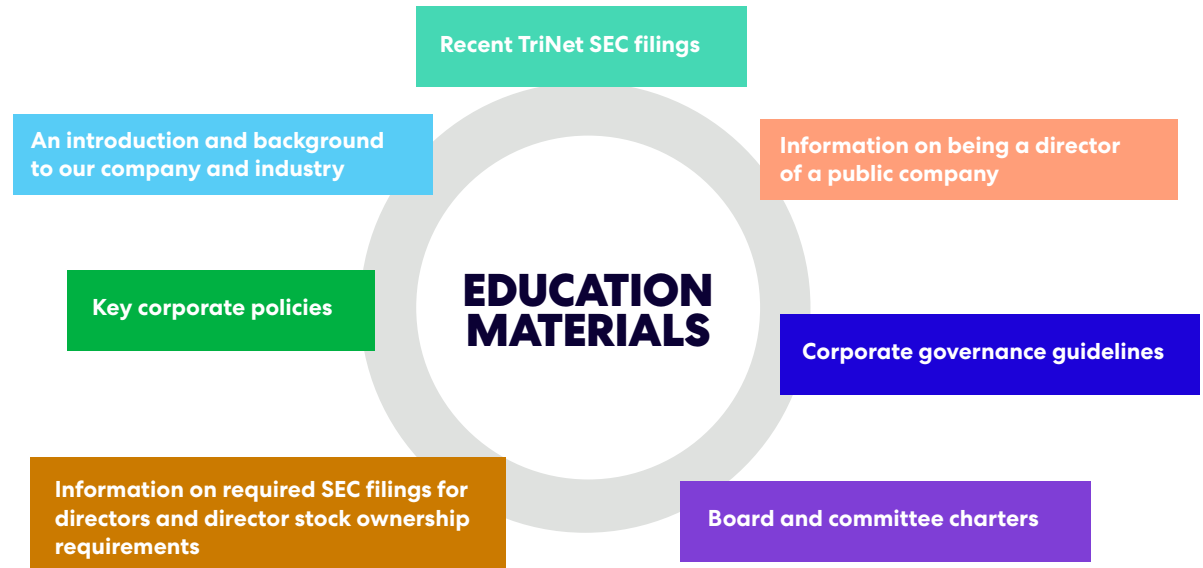 Recent TriNet SEC filings
An introduction and background
to our company and industry
Information on being a director
of a public company
Key corporate policies
EDUCATION
MATERIALS
Corporate governance guidelines
Information on required SEC filings for
directors and director stock ownership
requirements
Board and committee charters